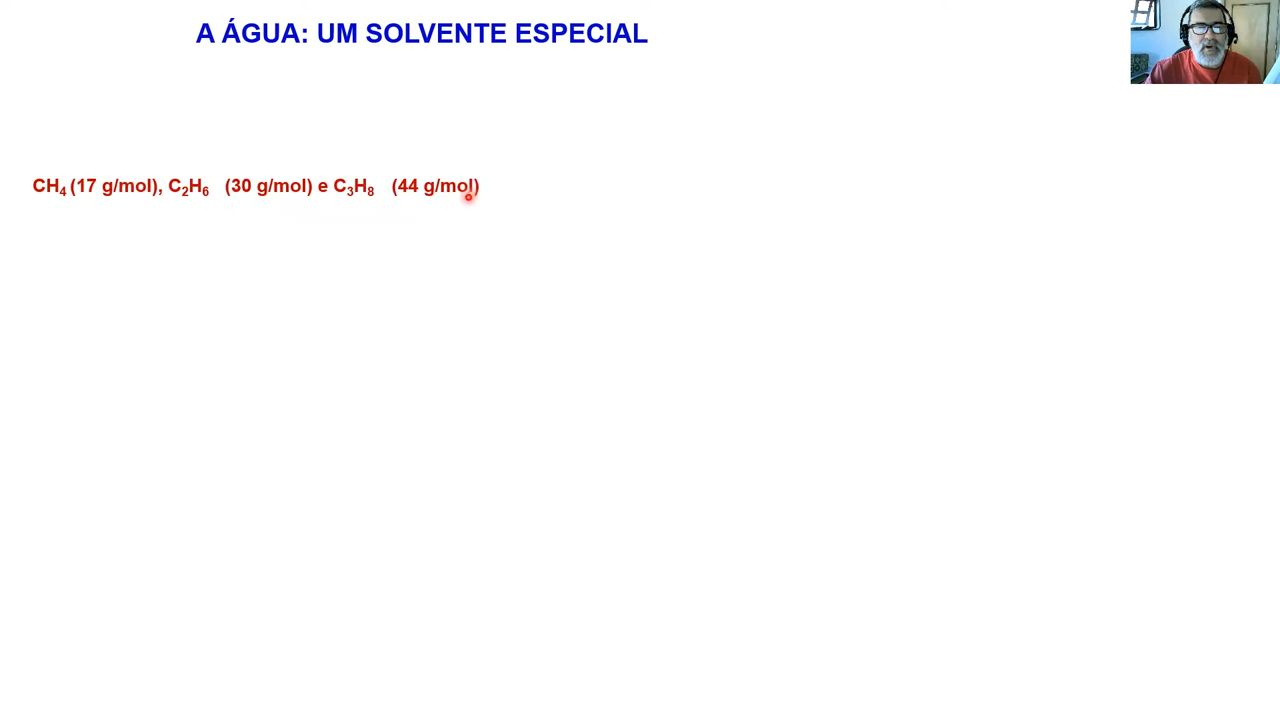 A ÁGUA: UM SOLVENTE ESPECIAL
CH₄ (17 g/mol), C₂H₆ (30 g/mol) e C₃H₈ (44 g/mol)